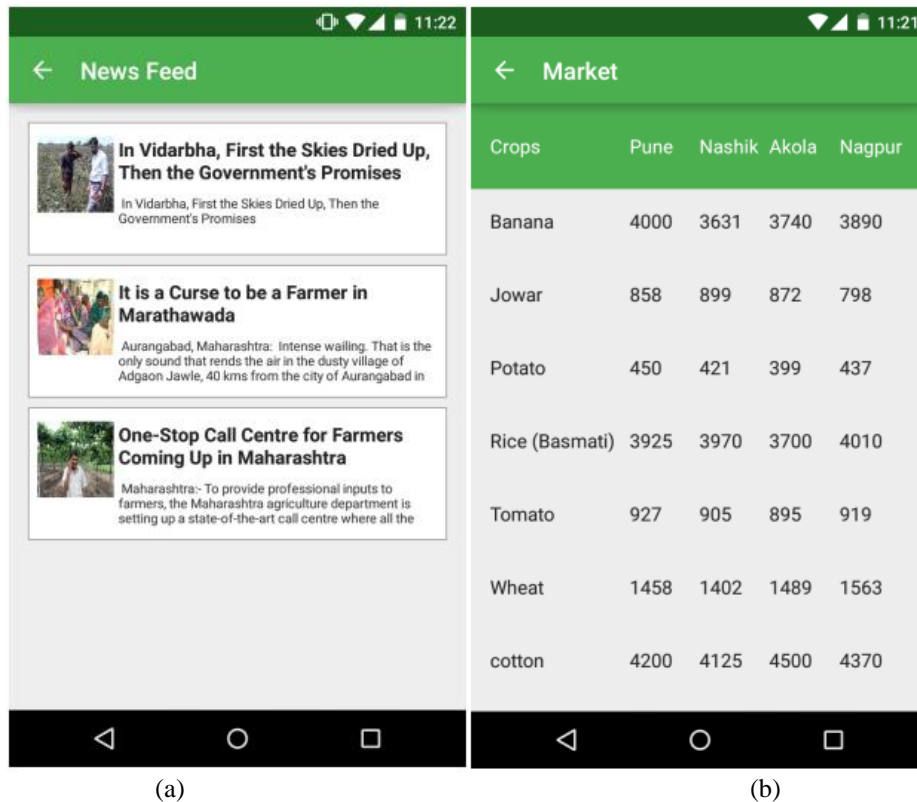 11:22
News Feed
In Vidarbha, First the Skies Dried Up,
Then the Government's Promises
In Vidarbha, First the Skies Dried Up, Then the
Government's Promises
It is a Curse to be a Farmer in
Marathawada
Aurangabad, Maharashtra: Intense wailing. That is the
only sound that rends the air in the dusty village of
Adgaon Jawle, 40 kms from the city of Aurangabad in
One-Stop Call Centre for Farmers
Coming Up in Maharashtra
Maharashtra:- To provide professional inputs to
farmers, the Maharashtra agriculture department is
setting up a state-of-the-art call centre where all the
(a)
11:21
Market
Crops Pune Nashik Akola Nagpur
Banana 4000 3631 3740 3890
Jowar 858 899 872 798
Potato 450 421 399 437
Rice (Basmati) 3925 3970 3700 4010
Tomato 927 905 895 919
Wheat 1458 1402 1489 1563
cotton 4200 4125 4500 4370
(b)